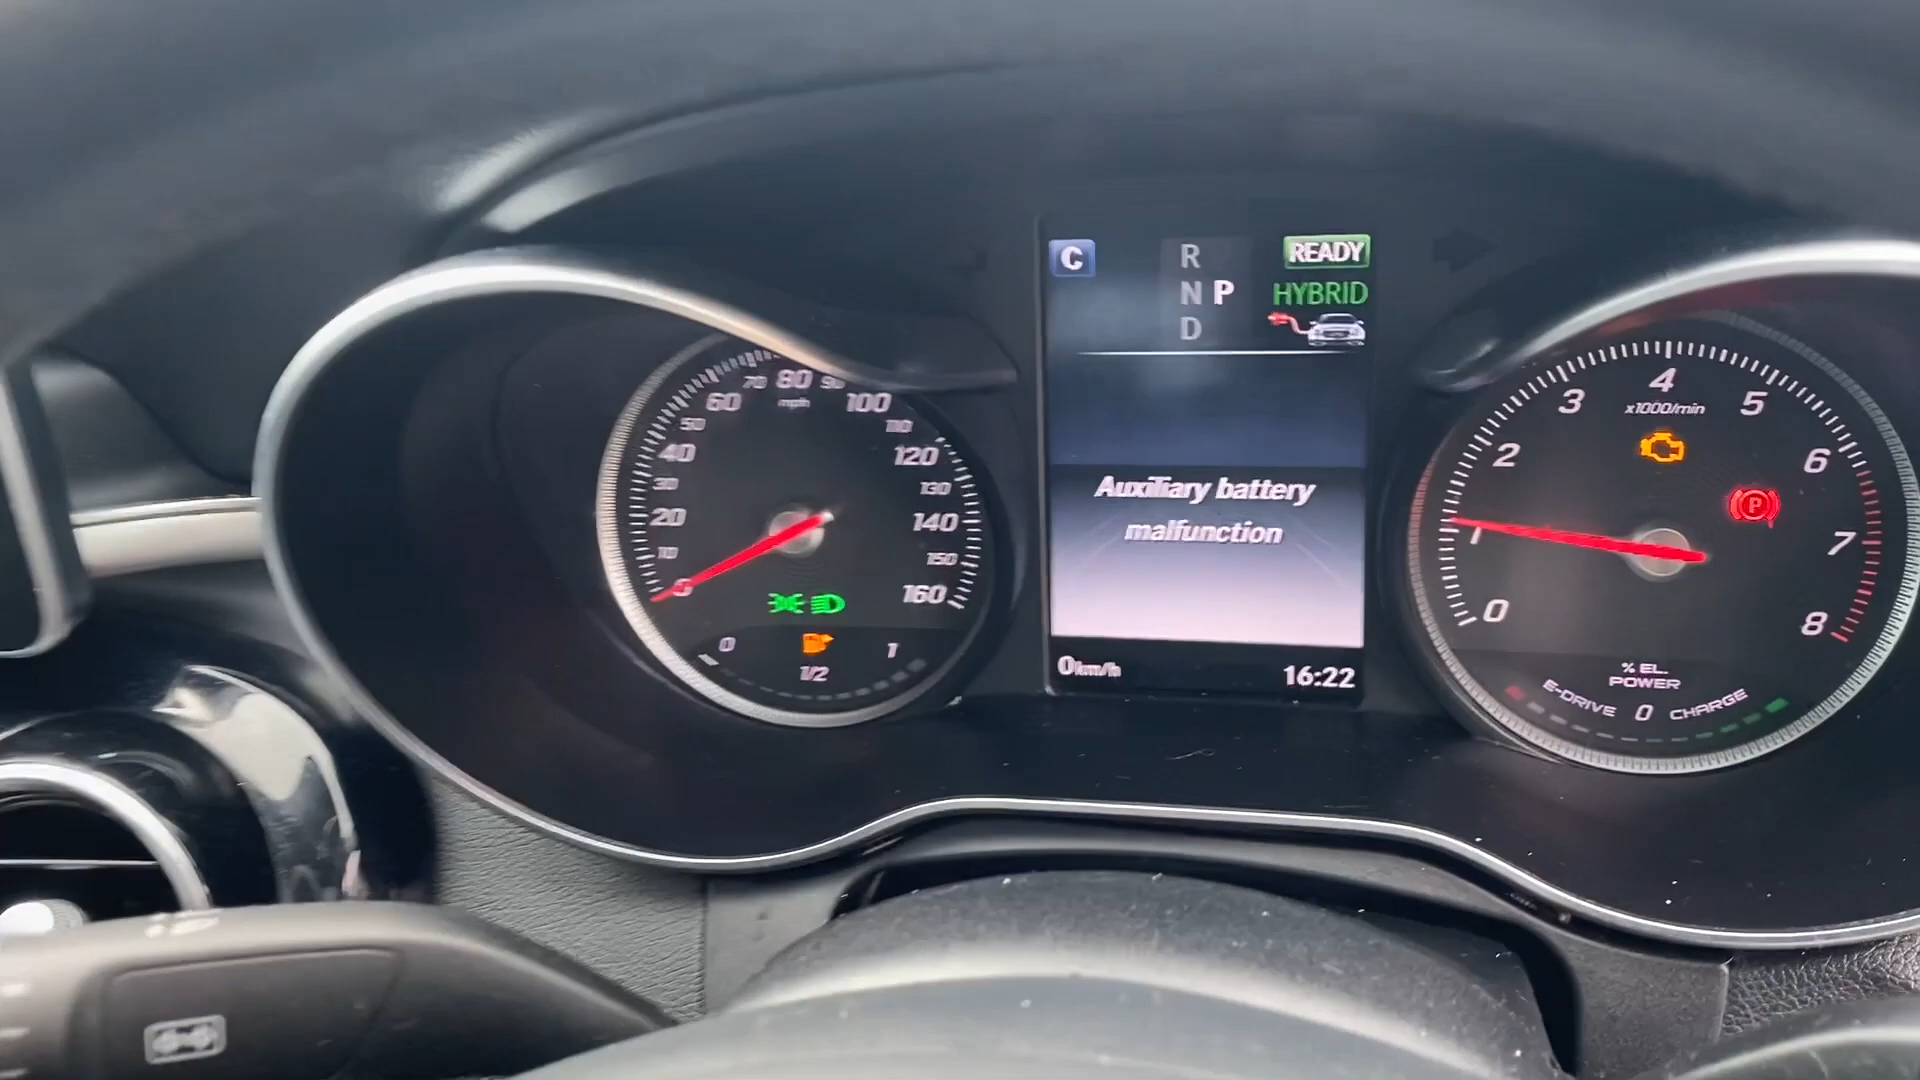 C
R
N P
D
READY
HYBRID
Auxiliary battery
malfunction
0km/h
16:22
0
10
20
30
40
50
60
70
80
90
100
110
120
130
140
150
160
mph
0
1/2
1
0
1
2
3
4
5
6
7
8
x1000/min
P
% EL.
POWER
E-DRIVE 0 CHARGE